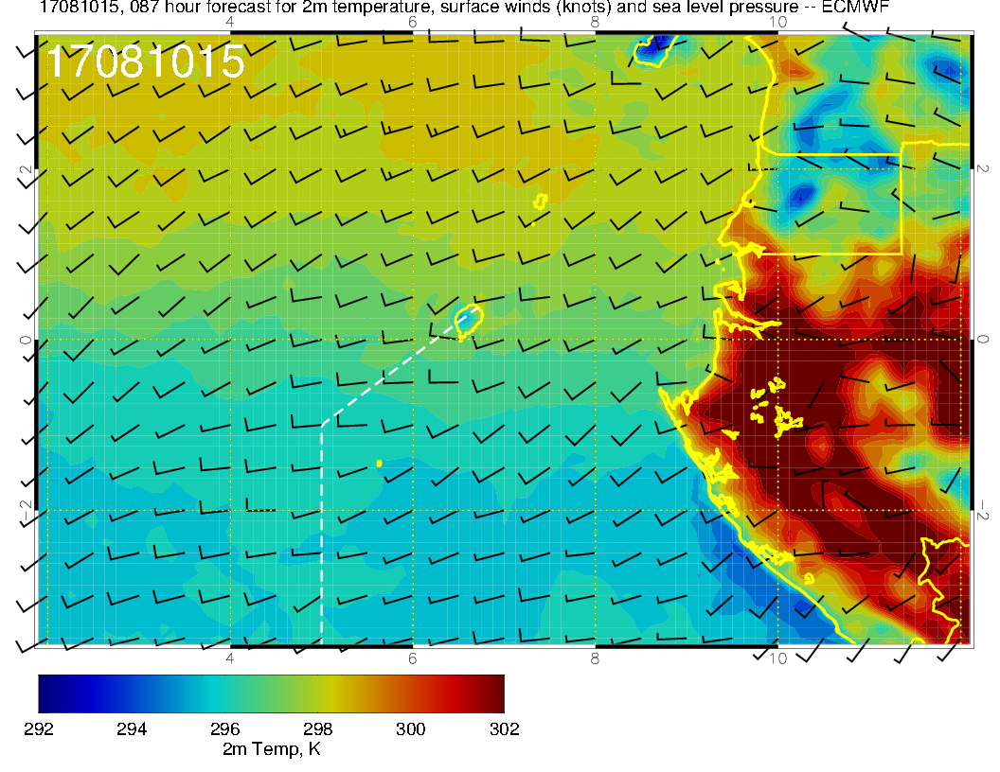 17081015, 087 hour forecast for 2m temperature, surface winds (knots) and sea level pressure -- ECMWF
4 6 8 10
17081015
2 2
0 0
-2 -2
4 6 8 10
292 294 296 298 300 302
2m Temp, K